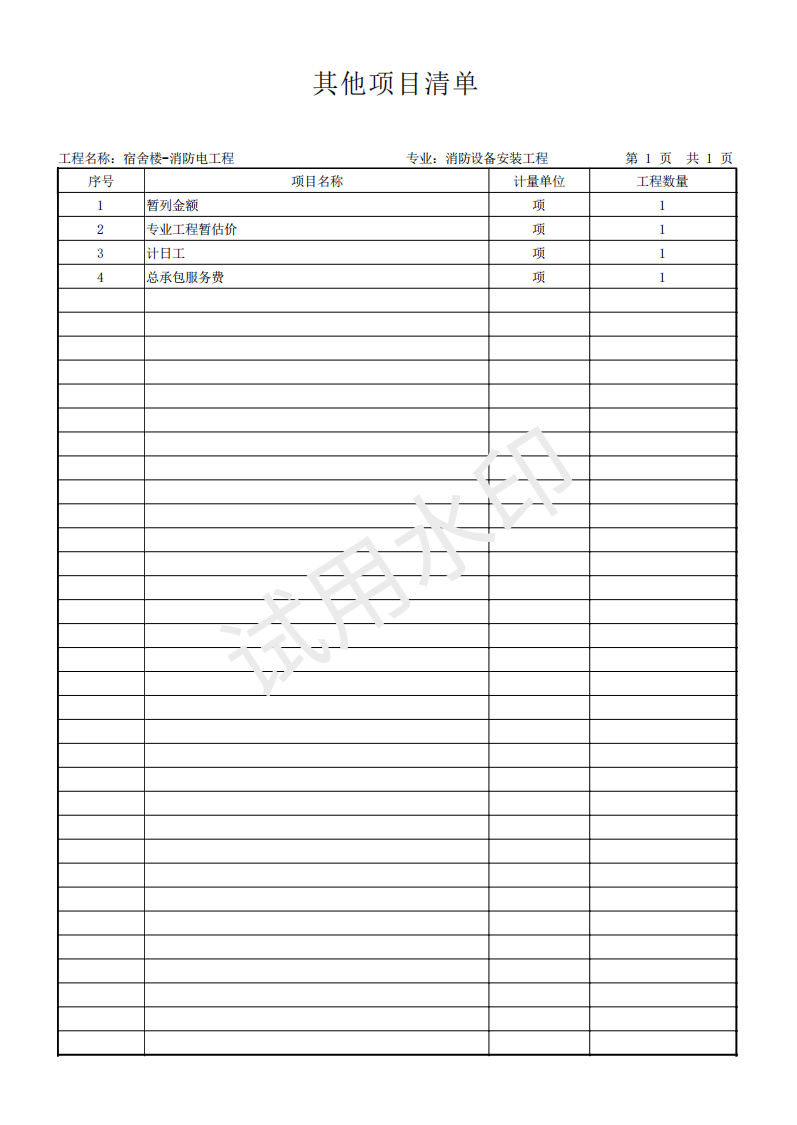 其他项目清单
工程名称：宿舍楼-消防电工程 专业：消防设备安装工程 第 1 页 共 1 页
序号 项目名称 计量单位 工程数量
1 暂列金额 项 1
2 专业工程暂估价 项 1
3 计日工 项 1
4 总承包服务费 项 1
试用水印